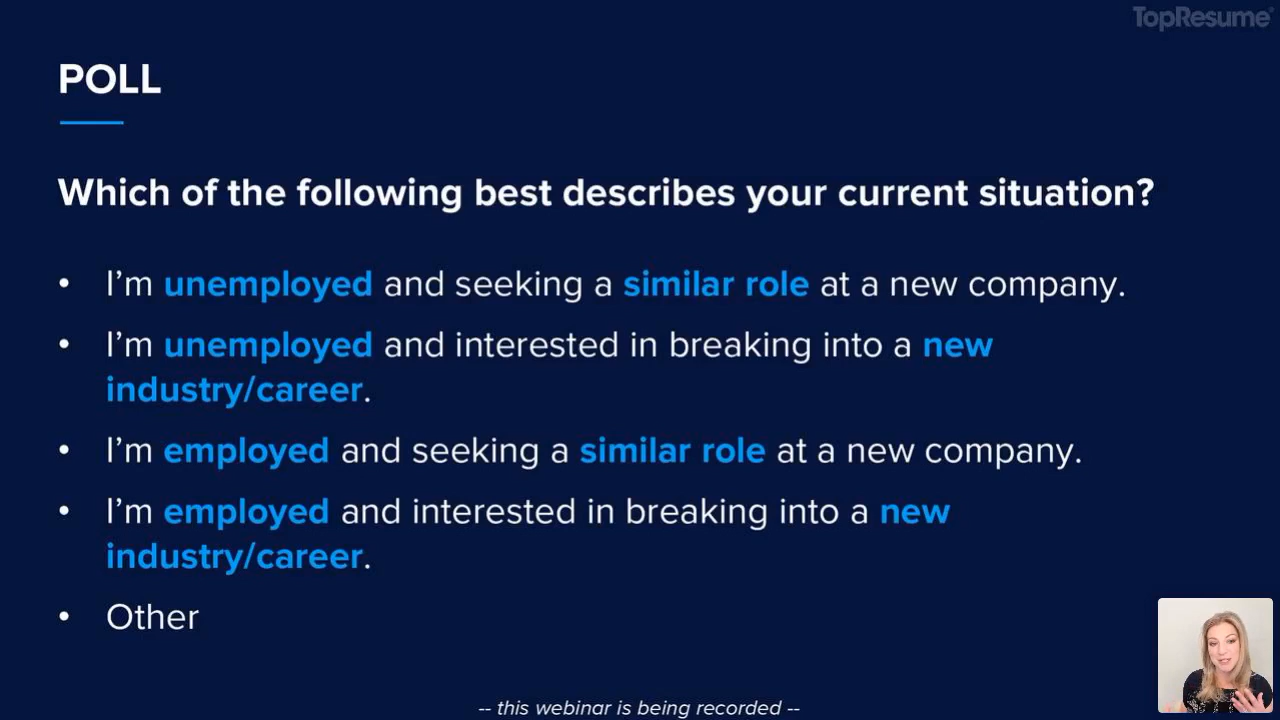 TopResume
POLL
Which of the following best describes your current situation?
• I’m unemployed and seeking a similar role at a new company.
• I’m unemployed and interested in breaking into a new
industry/career.
• I’m employed and seeking a similar role at a new company.
• I’m employed and interested in breaking into a new
industry/career.
• Other
-- this webinar is being recorded --